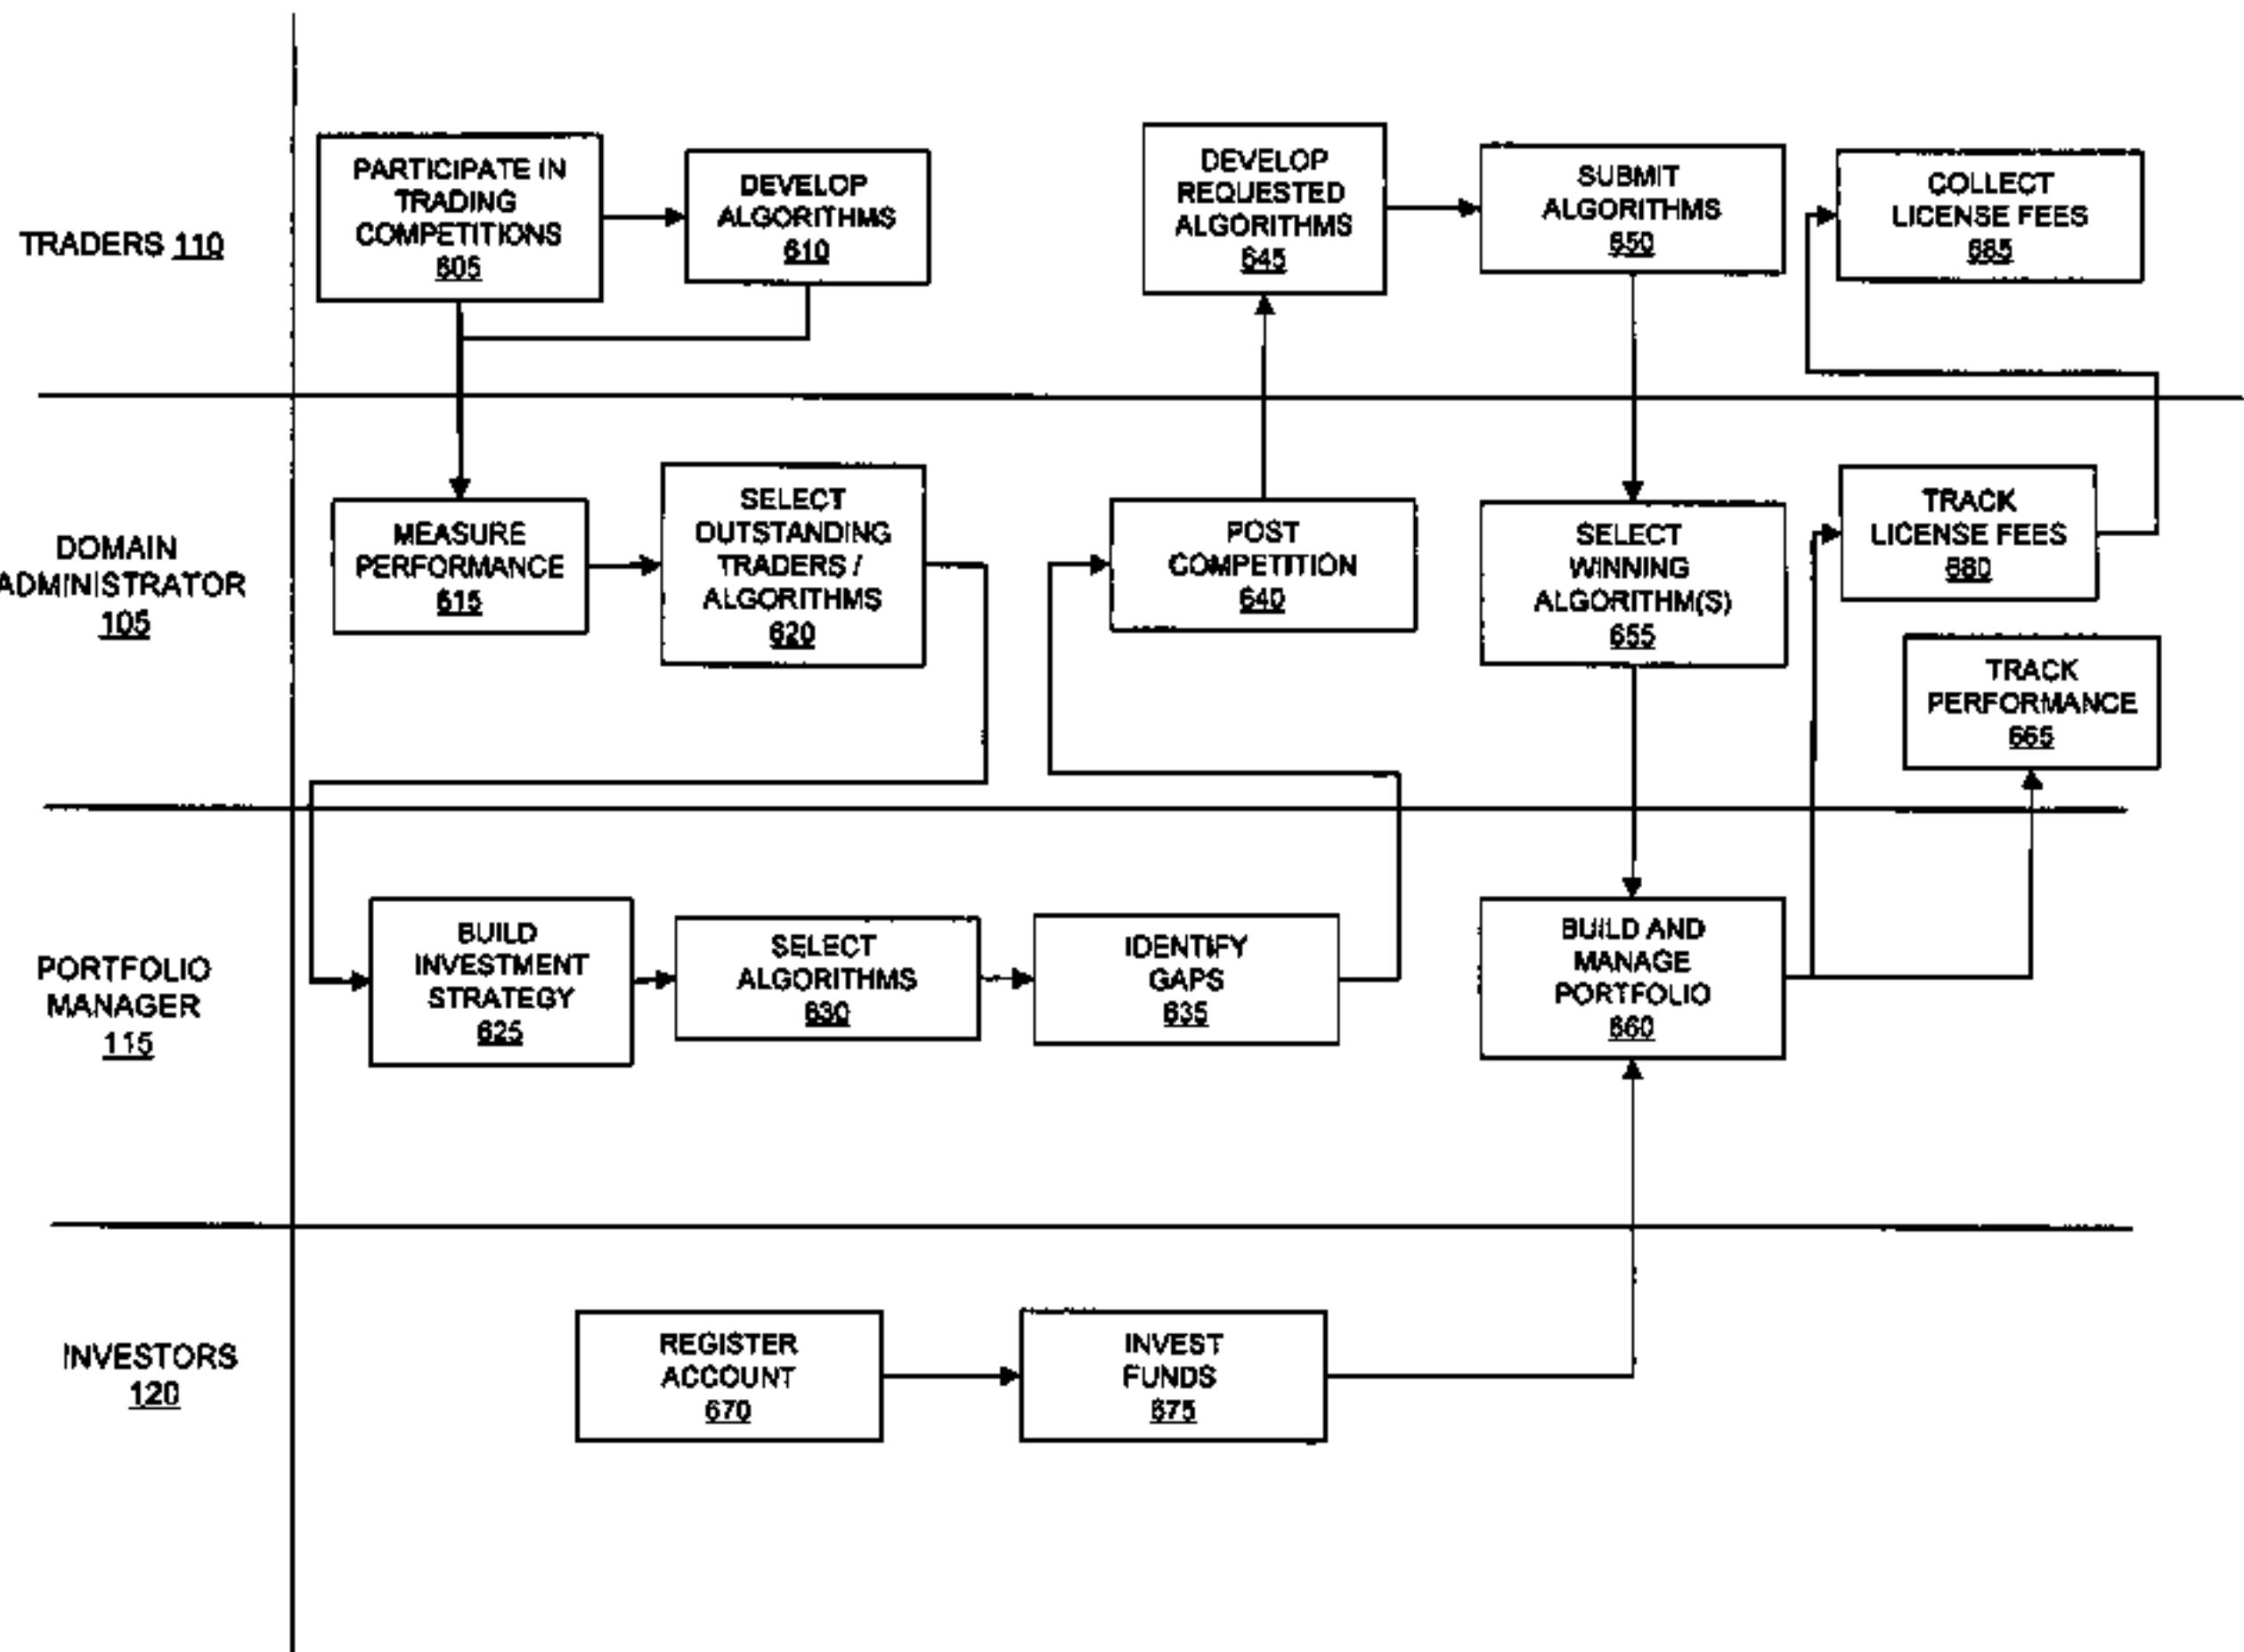 TRADERS 110
PARTICIPATE IN
TRADING
COMPETITIONS
605
DEVELOP
ALGORITHMS
610
DEVELOP
REQUESTED
ALGORITHMS
645
SUBMIT
ALGORITHMS
650
COLLECT
LICENSE FEES
685
DOMAIN
ADMINISTRATOR
105
MEASURE
PERFORMANCE
615
SELECT
OUTSTANDING
TRADERS /
ALGORITHMS
620
POST
COMPETITION
640
SELECT
WINNING
ALGORITHM(S)
655
TRACK
LICENSE FEES
680
TRACK
PERFORMANCE
665
PORTFOLIO
MANAGER
115
BUILD
INVESTMENT
STRATEGY
625
SELECT
ALGORITHMS
630
IDENTIFY
GAPS
635
BUILD AND
MANAGE
PORTFOLIO
660
INVESTORS
120
REGISTER
ACCOUNT
670
INVEST
FUNDS
675